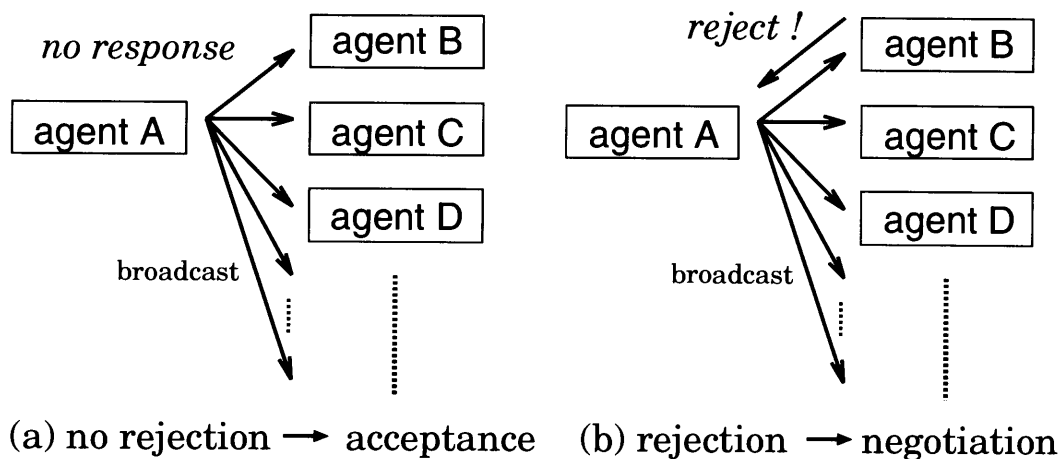 no response
agent B
agent A
agent C
agent D
broadcast
(a) no rejection → acceptance
reject !
agent B
agent A
agent C
agent D
broadcast
(b) rejection → negotiation